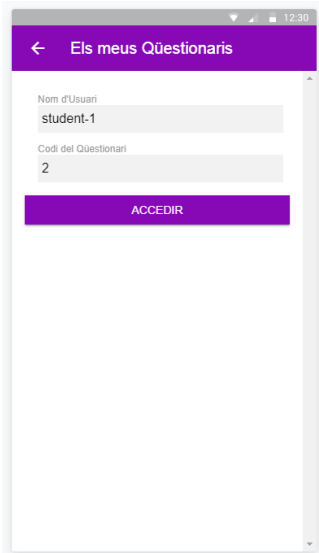 12:30
Els meus Qüestionaris
Nom d'Usuari
student-1
Codi del Qüestionari
2
ACCEDIR